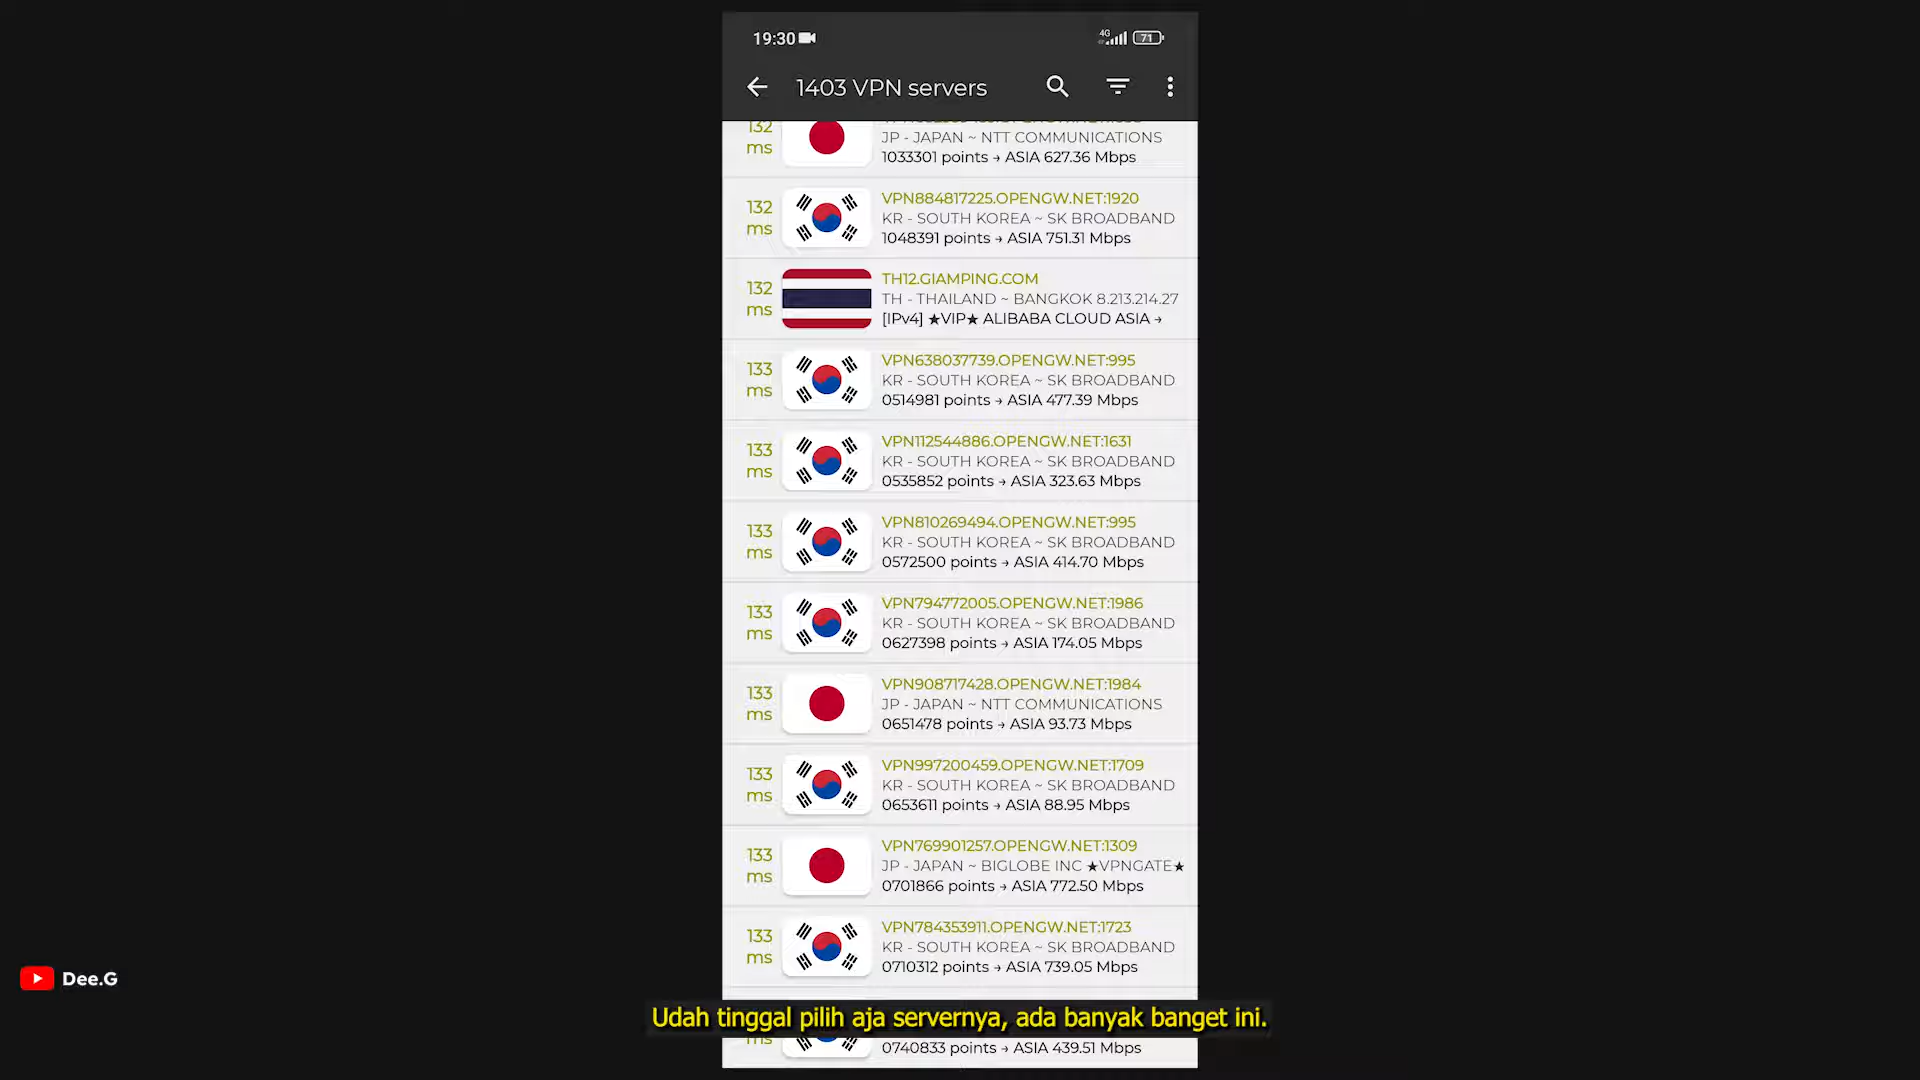 19:30
4G
71
1403 VPN servers
132
ms
JP - JAPAN ~ NTT COMMUNICATIONS
1033301 points → ASIA 627.36 Mbps
132
ms
VPN884817225.OPENGW.NET:1920
KR - SOUTH KOREA ~ SK BROADBAND
1048391 points → ASIA 751.31 Mbps
132
ms
TH12.GIAMPING.COM
TH - THAILAND ~ BANGKOK 8.213.214.27
[IPv4] ★VIP★ ALIBABA CLOUD ASIA →
133
ms
VPN638037739.OPENGW.NET:995
KR - SOUTH KOREA ~ SK BROADBAND
0514981 points → ASIA 477.39 Mbps
133
ms
VPN112544886.OPENGW.NET:1631
KR - SOUTH KOREA ~ SK BROADBAND
0535852 points → ASIA 323.63 Mbps
133
ms
VPN810269494.OPENGW.NET:995
KR - SOUTH KOREA ~ SK BROADBAND
0572500 points → ASIA 414.70 Mbps
133
ms
VPN794772005.OPENGW.NET:1986
KR - SOUTH KOREA ~ SK BROADBAND
0627398 points → ASIA 174.05 Mbps
133
ms
VPN908717428.OPENGW.NET:1984
JP - JAPAN ~ NTT COMMUNICATIONS
0651478 points → ASIA 93.73 Mbps
133
ms
VPN997200459.OPENGW.NET:1709
KR - SOUTH KOREA ~ SK BROADBAND
0653611 points → ASIA 88.95 Mbps
133
ms
VPN769901257.OPENGW.NET:1309
JP - JAPAN ~ BIGLOBE INC ★VPNGATE★
0701866 points → ASIA 772.50 Mbps
133
ms
VPN784353911.OPENGW.NET:1723
KR - SOUTH KOREA ~ SK BROADBAND
0710312 points → ASIA 739.05 Mbps
Dee.G
Udah tinggal pilih aja servernya, ada banyak banget ini.
ms
0740833 points → ASIA 439.51 Mbps